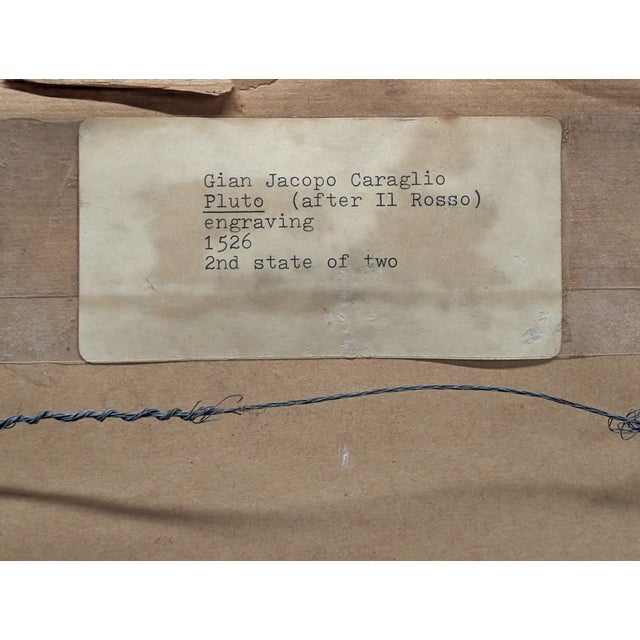 Gian Jacopo Caraglio
Pluto (after Il Rosso)
engraving
1526
2nd state of two